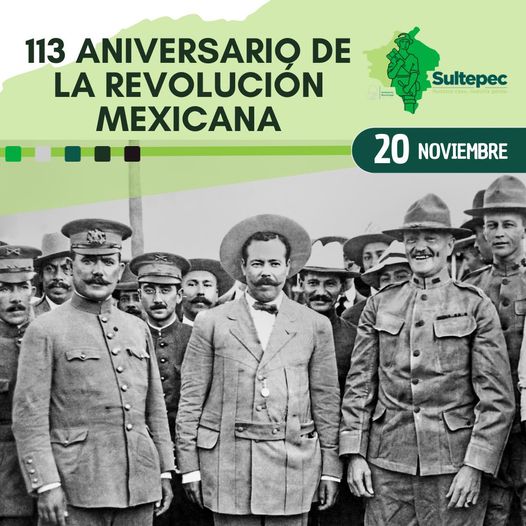 113 ANIVERSARIO DE
LA REVOLUCIÓN
MEXICANA
Sultepec
20 NOVIEMBRE